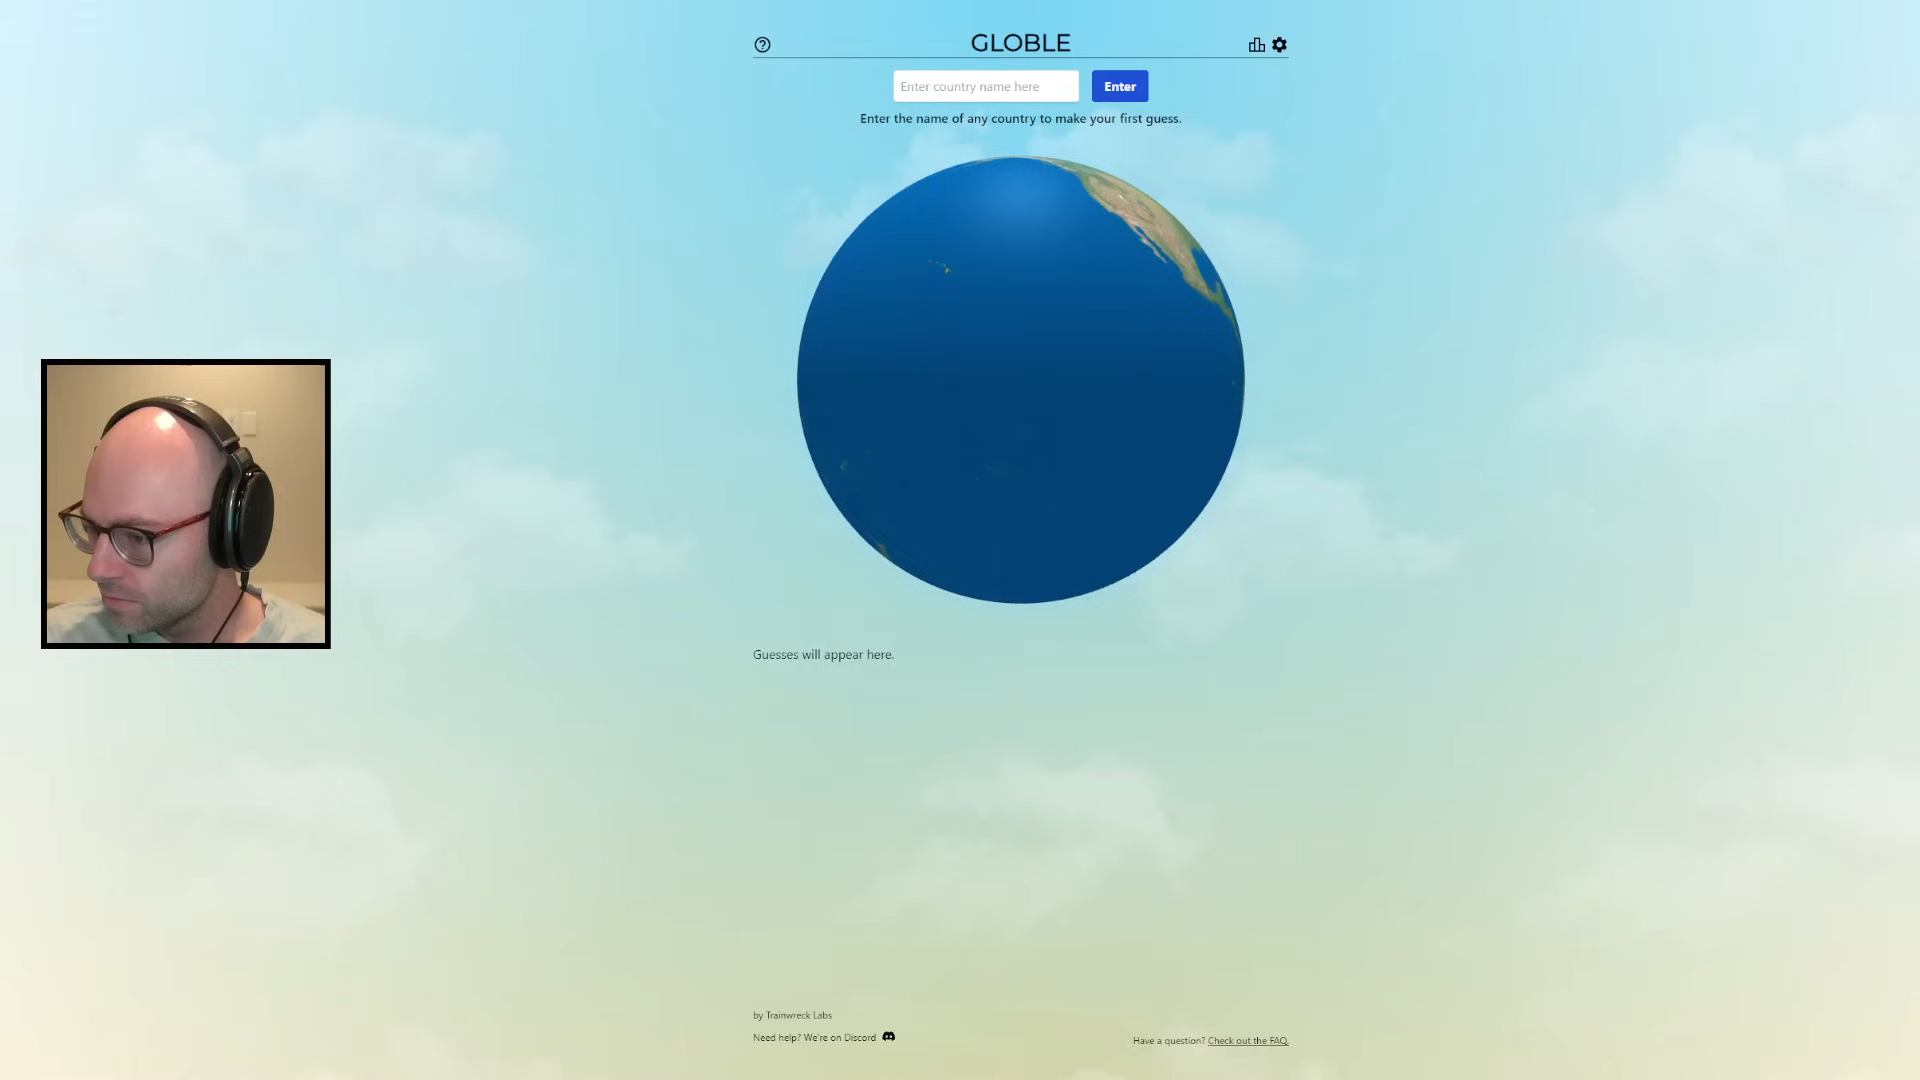 GLOBLE
Enter country name here
Enter
Enter the name of any country to make your first guess.
Guesses will appear here.
by Trainwreck Labs
Need help? We're on Discord
Have a question? Check out the FAQ.